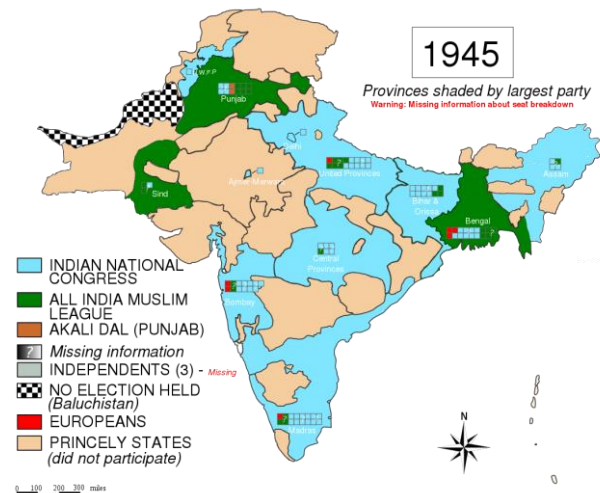 1945
Provinces shaded by largest party
Warning: Missing information about seat breakdown
N.W.F.P
Punjab
Delhi
United Provinces
Ajmer-Merwara
Assam
Sind
Bihar &
Orissa
Bengal
?
?
Central
Provinces
?
Bombay
?
Madras
INDIAN NATIONAL
CONGRESS
ALL INDIA MUSLIM
LEAGUE
AKALI DAL (PUNJAB)
? Missing information
INDEPENDENTS (3) - Missing
NO ELECTION HELD
(Baluchistan)
EUROPEANS
PRINCELY STATES
(did not participate)
N
0 100 200 300 miles